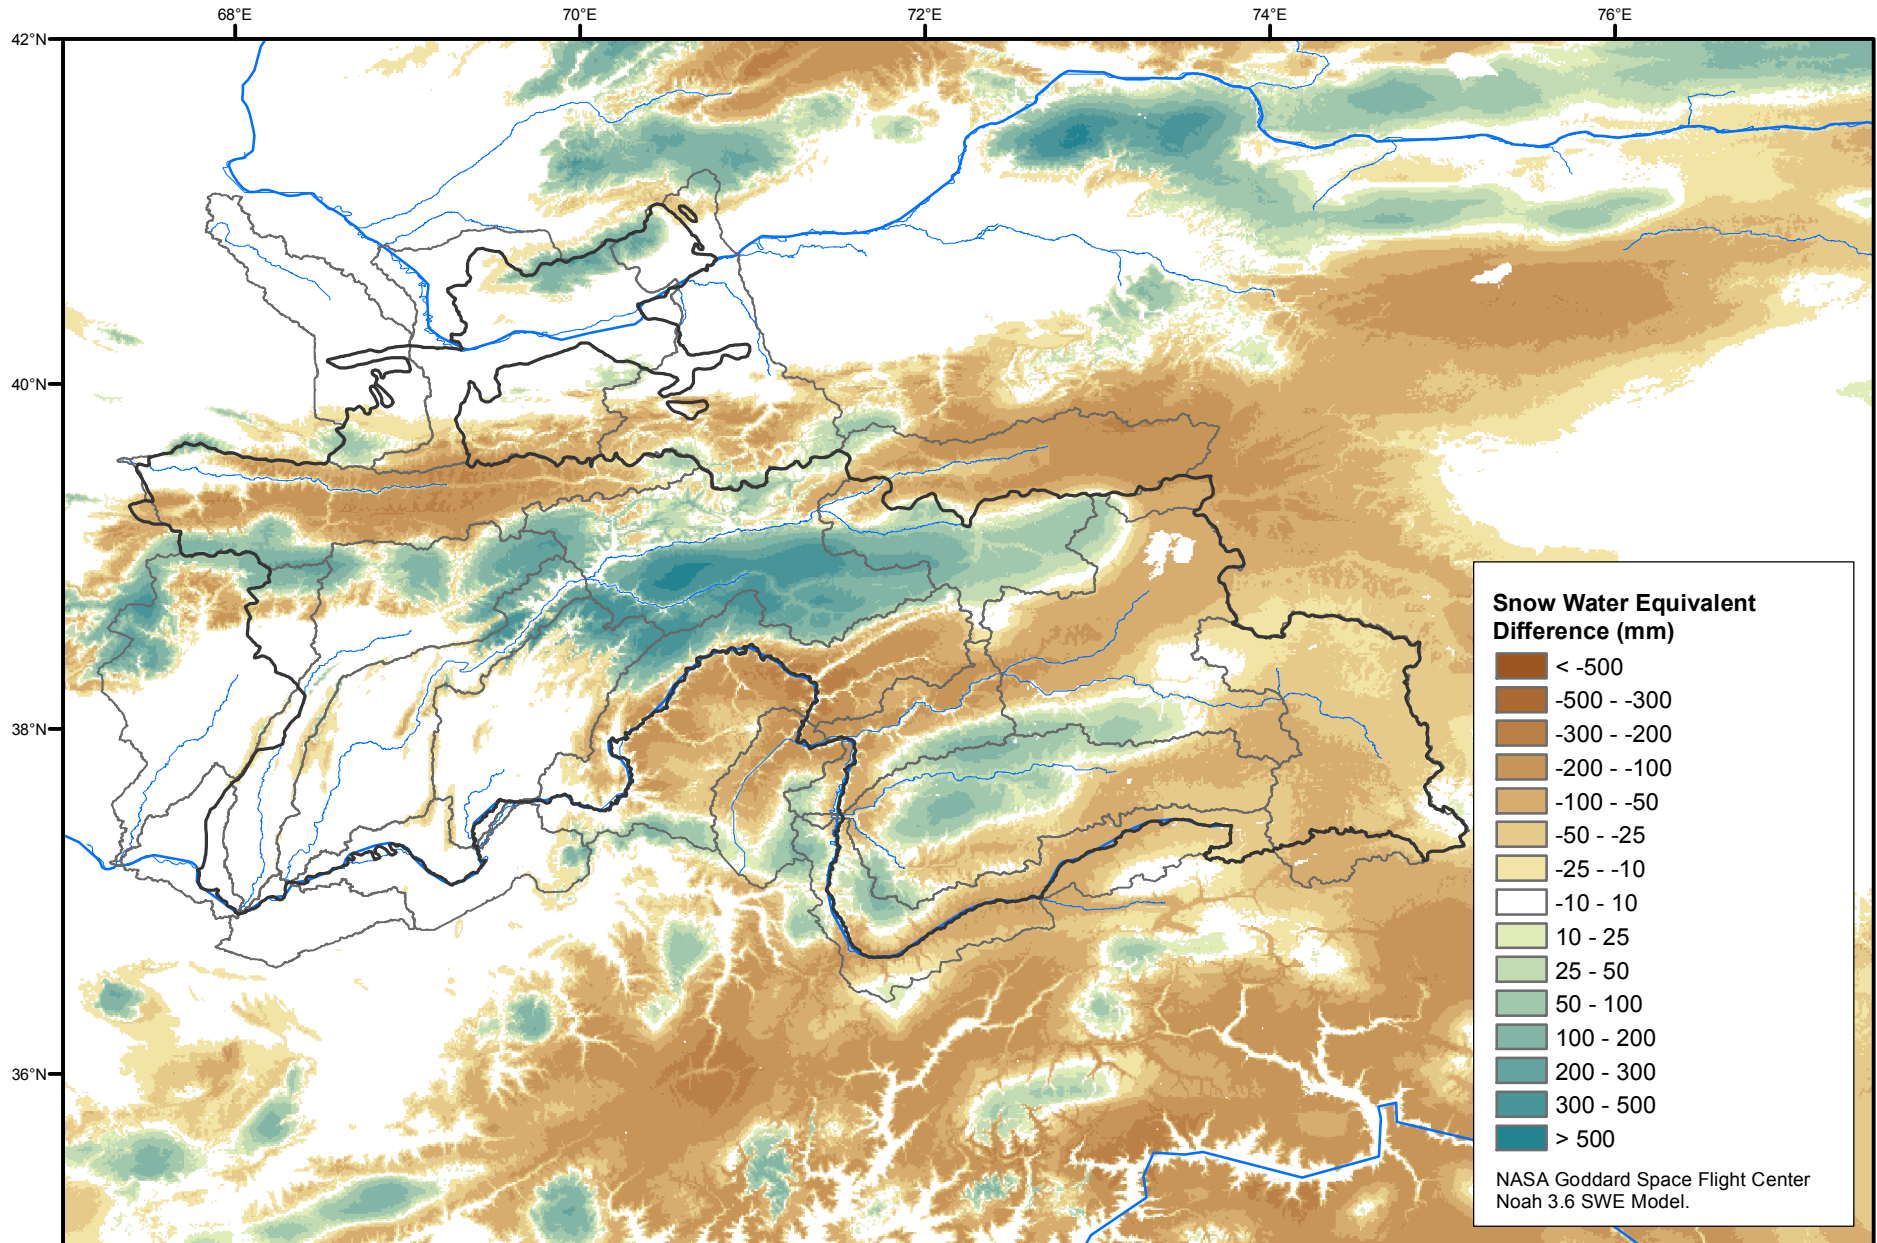 68°E 70°E 72°E 74°E 76°E
42°N
40°N
38°N
36°N
Snow Water Equivalent
Difference (mm)
< -500
-500 - -300
-300 - -200
-200 - -100
-100 - -50
-50 - -25
-25 - -10
-10 - 10
10 - 25
25 - 50
50 - 100
100 - 200
200 - 300
300 - 500
> 500
NASA Goddard Space Flight Center
Noah 3.6 SWE Model.